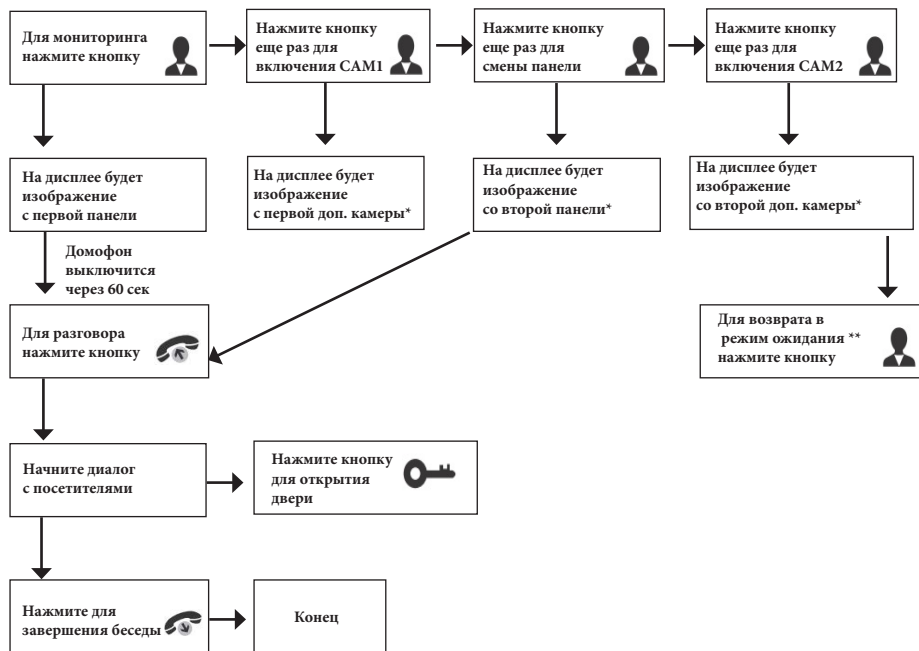 Для мониторинга
нажмите кнопку
Нажмите кнопку
еще раз для
включения CAM1
Нажмите кнопку
еще раз для
смены панели
Нажмите кнопку
еще раз для
включения CAM2
На дисплее будет
изображение
с первой панели
На дисплее будет
изображение
с первой доп. камеры*
На дисплее будет
изображение
со второй панели*
На дисплее будет
изображение
со второй доп. камеры*
Домофон
выключится
через 60 сек
Для разговора
нажмите кнопку
Для возврата в
режим ожидания **
нажмите кнопку
Начните диалог
с посетителями
Нажмите кнопку
для открытия
двери
Нажмите для
завершения беседы
Конец